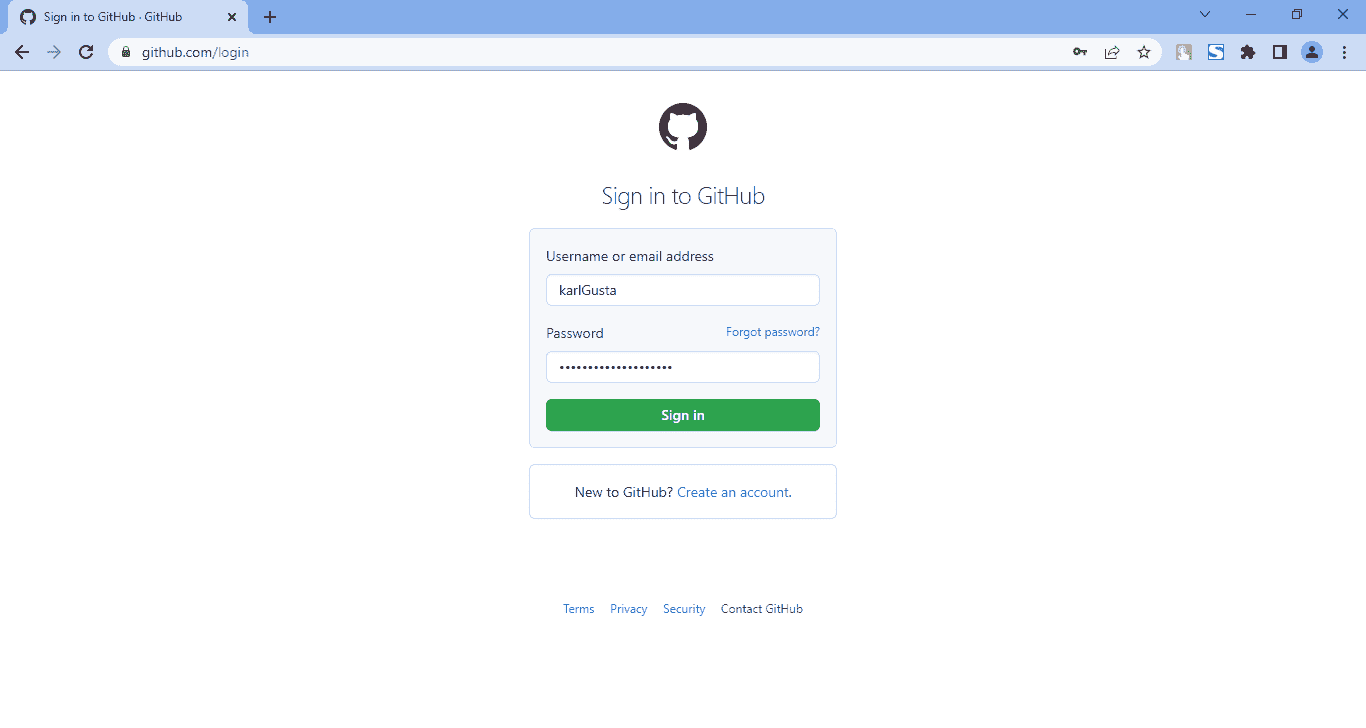 Sign in to GitHub · GitHub
github.com/login
Sign in to GitHub
Username or email address
karlGusta
Password Forgot password?
••••••••••••••••••••
Sign in
New to GitHub? Create an account.
Terms Privacy Security Contact GitHub